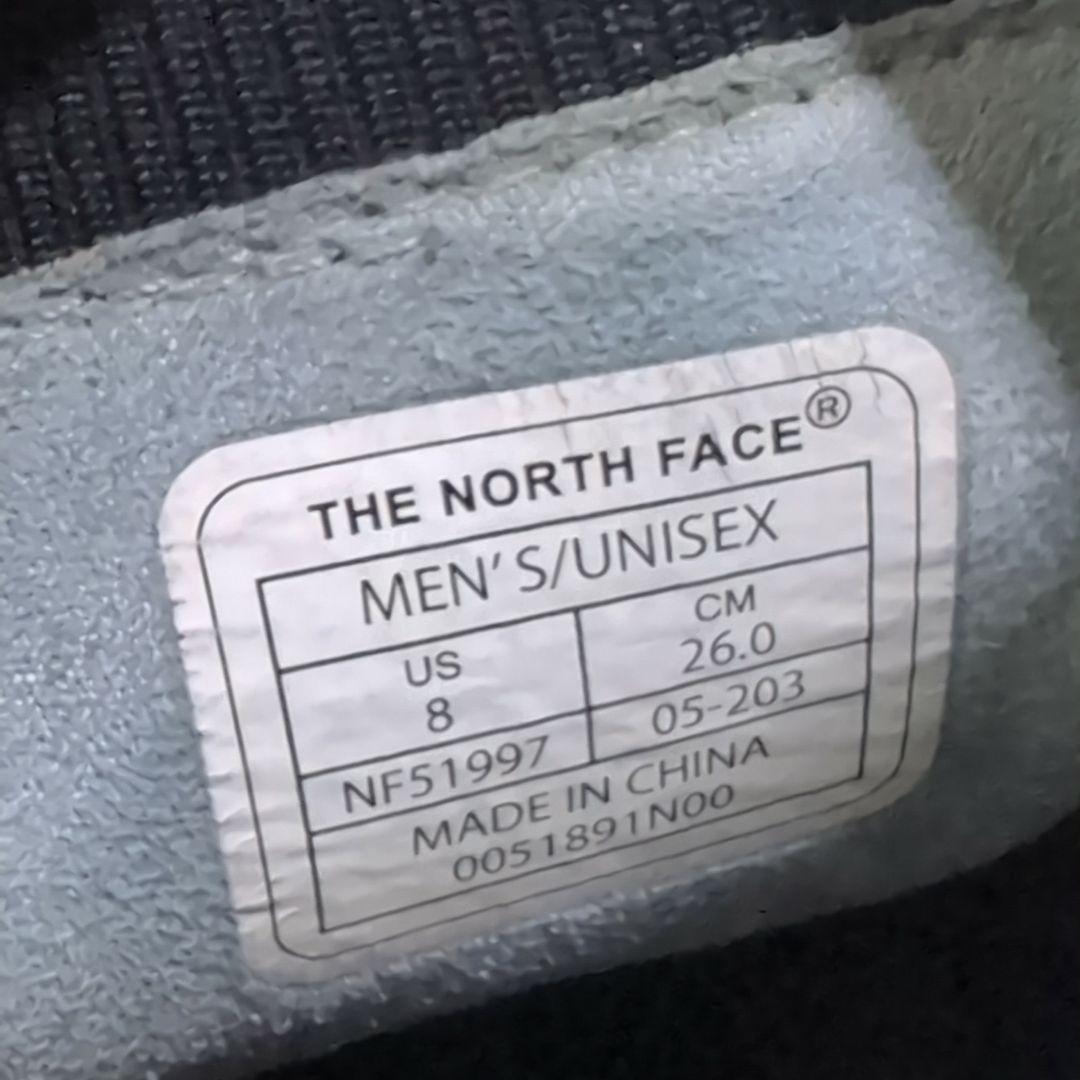 THE NORTH FACE®
MEN'S/UNISEX
US CM
8 26.0
NF51997 05-203
MADE IN CHINA
0051891N00